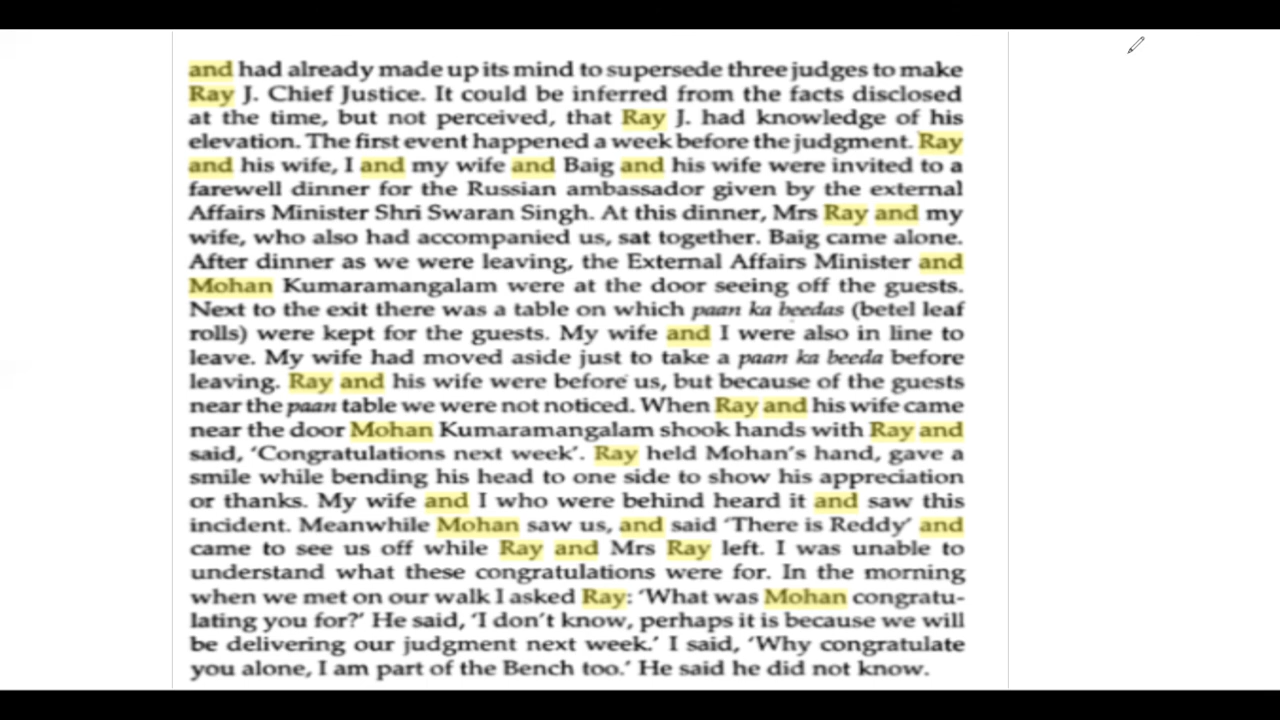 and had already made up its mind to supersede three judges to make
Ray J. Chief Justice. It could be inferred from the facts disclosed
at the time, but not perceived, that Ray J. had knowledge of his
elevation. The first event happened a week before the judgment. Ray
and his wife, I and my wife and Baig and his wife were invited to a
farewell dinner for the Russian ambassador given by the external
Affairs Minister Shri Swaran Singh. At this dinner, Mrs Ray and my
wife, who also had accompanied us, sat together. Baig came alone.
After dinner as we were leaving, the External Affairs Minister and
Mohan Kumaramangalam were at the door seeing off the guests.
Next to the exit there was a table on which paan ka beedas (betel leaf
rolls) were kept for the guests. My wife and I were also in line to
leave. My wife had moved aside just to take a paan ka beeda before
leaving. Ray and his wife were before us, but because of the guests
near the paan table we were not noticed. When Ray and his wife came
near the door Mohan Kumaramangalam shook hands with Ray and
said, 'Congratulations next week'. Ray held Mohan's hand, gave a
smile while bending his head to one side to show his appreciation
or thanks. My wife and I who were behind heard it and saw this
incident. Meanwhile Mohan saw us, and said 'There is Reddy' and
came to see us off while Ray and Mrs Ray left. I was unable to
understand what these congratulations were for. In the morning
when we met on our walk I asked Ray: 'What was Mohan congratu-
lating you for?' He said, 'I don't know, perhaps it is because we will
be delivering our judgment next week.' I said, 'Why congratulate
you alone, I am part of the Bench too.' He said he did not know.